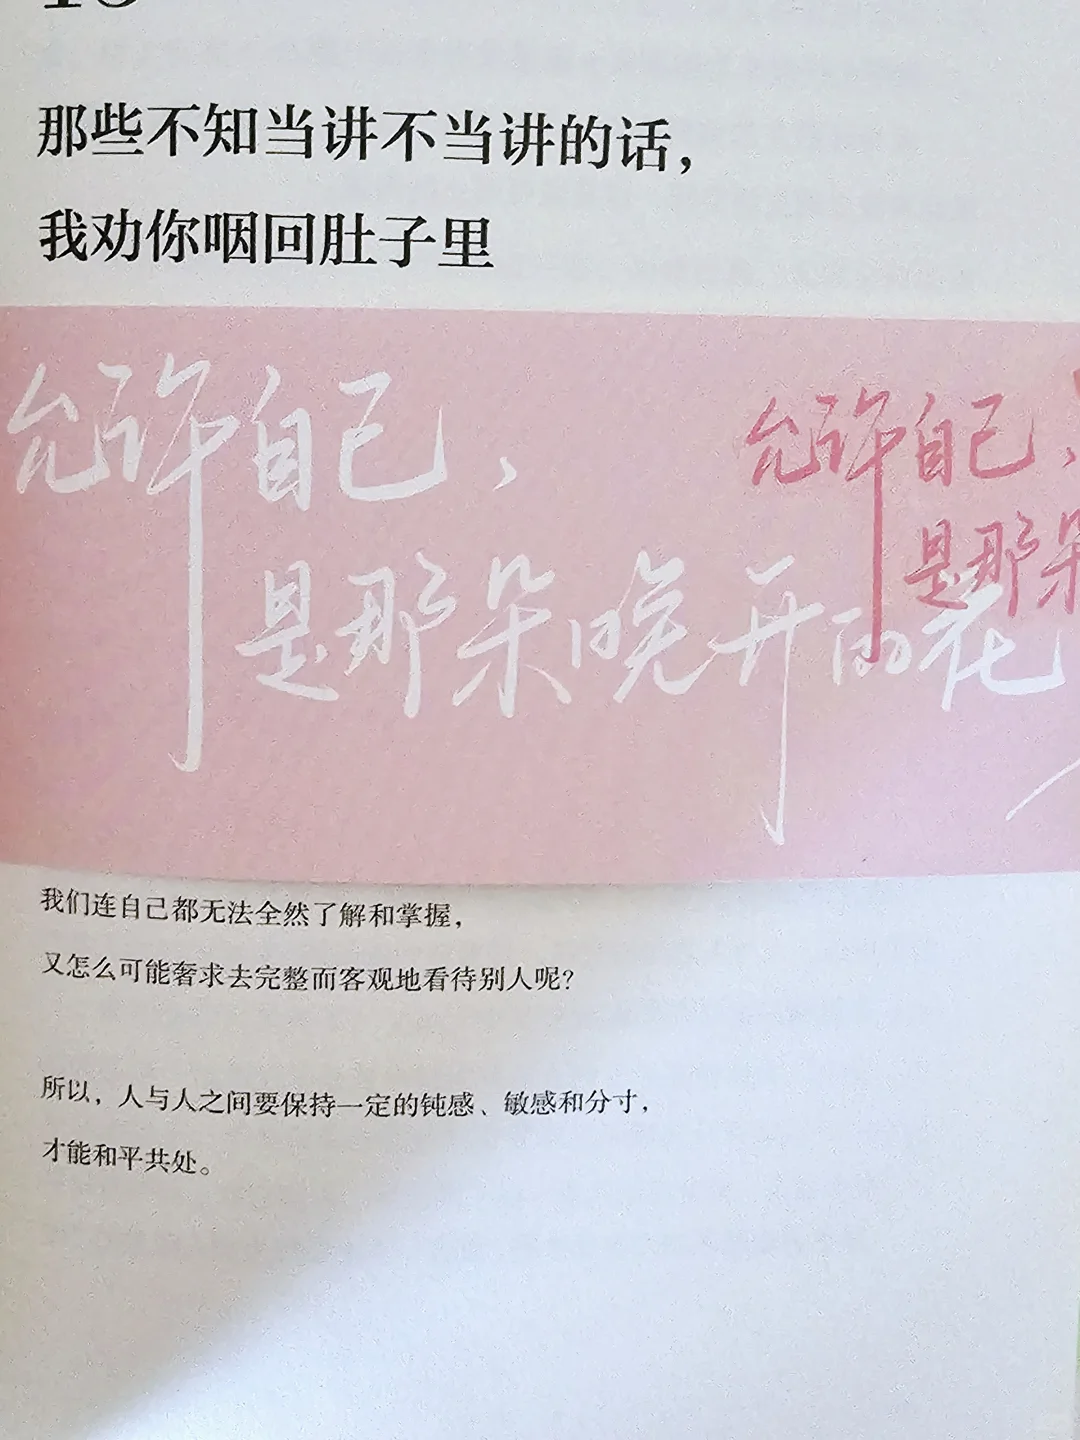 那些不知当讲不当讲的话，
我劝你咽回肚子里
允许自己，
是那朵晚开的花
允许自己，
是那朵
我们连自己都无法全然了解和掌握，
又怎么可能奢求去完整而客观地看待别人呢？
所以，人与人之间要保持一定的钝感、敏感和分寸，
才能和平共处。